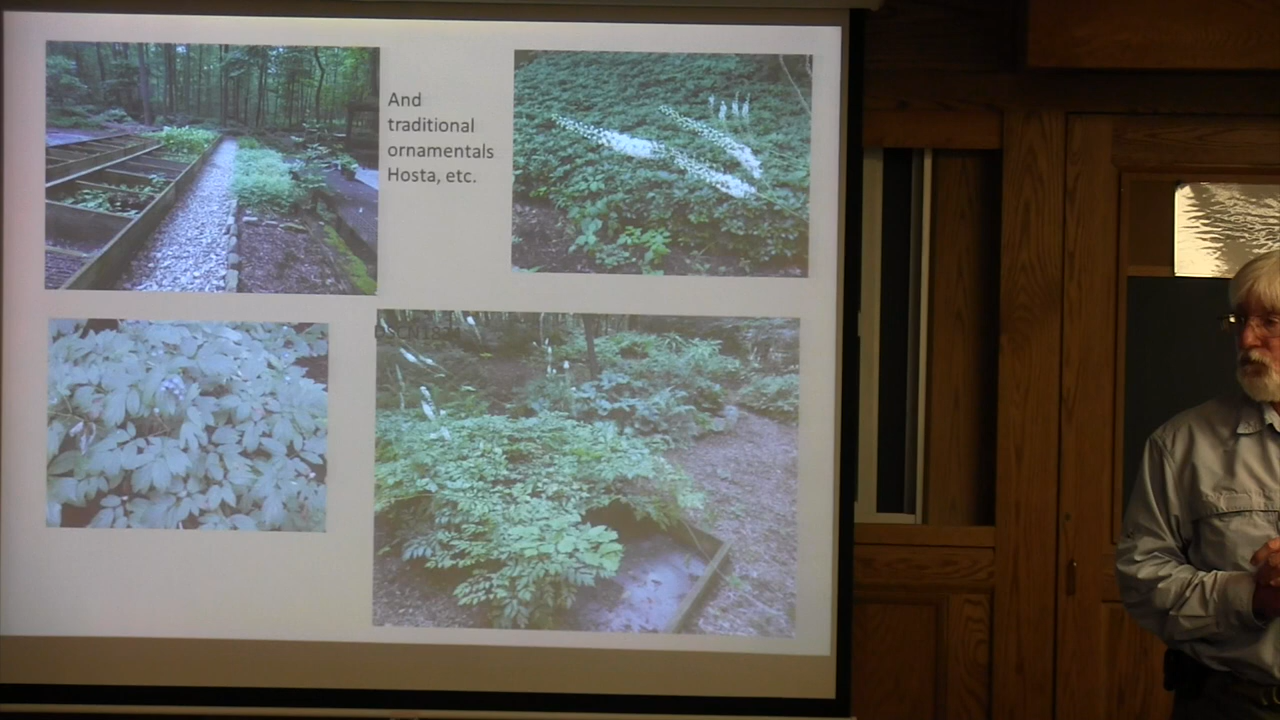 And
traditional
ornamentals
Hosta, etc.